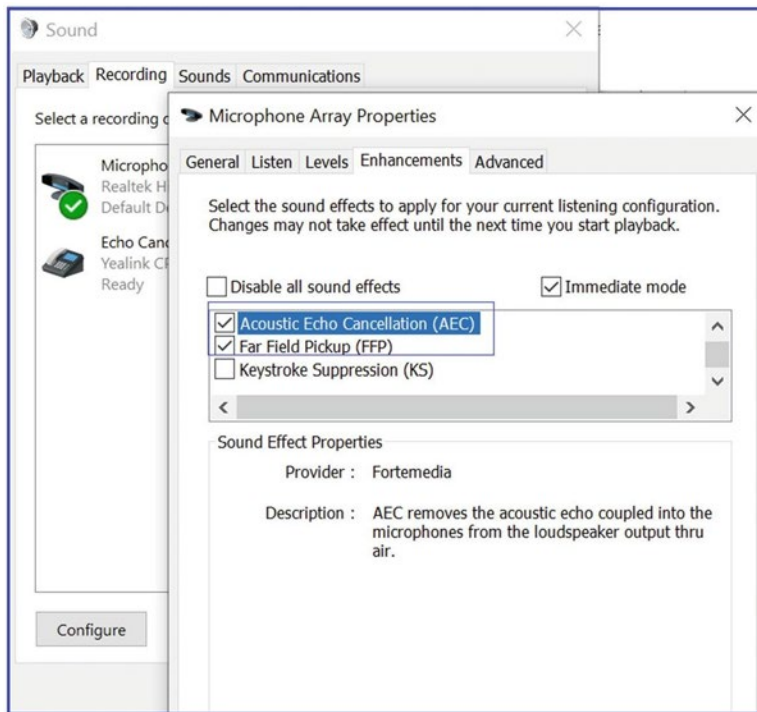 Sound
Playback Recording Sounds Communications
Select a recording
Microphone Array Properties
General Listen Levels Enhancements Advanced
Realtek
Default
Echo
Yealink
Ready
Select the sound effects to apply for your current listening configuration.
Changes may not take effect until the next time you start playback.
Disable all sound effects
Immediate mode
Acoustic Echo Cancellation (AEC)
Far Field Pickup (FFP)
Keystroke Suppression (KS)
Sound Effect Properties
Provider : Fortemedia
Description : AEC removes the acoustic echo coupled into the
microphones from the loudspeaker output thru
air.
Configure